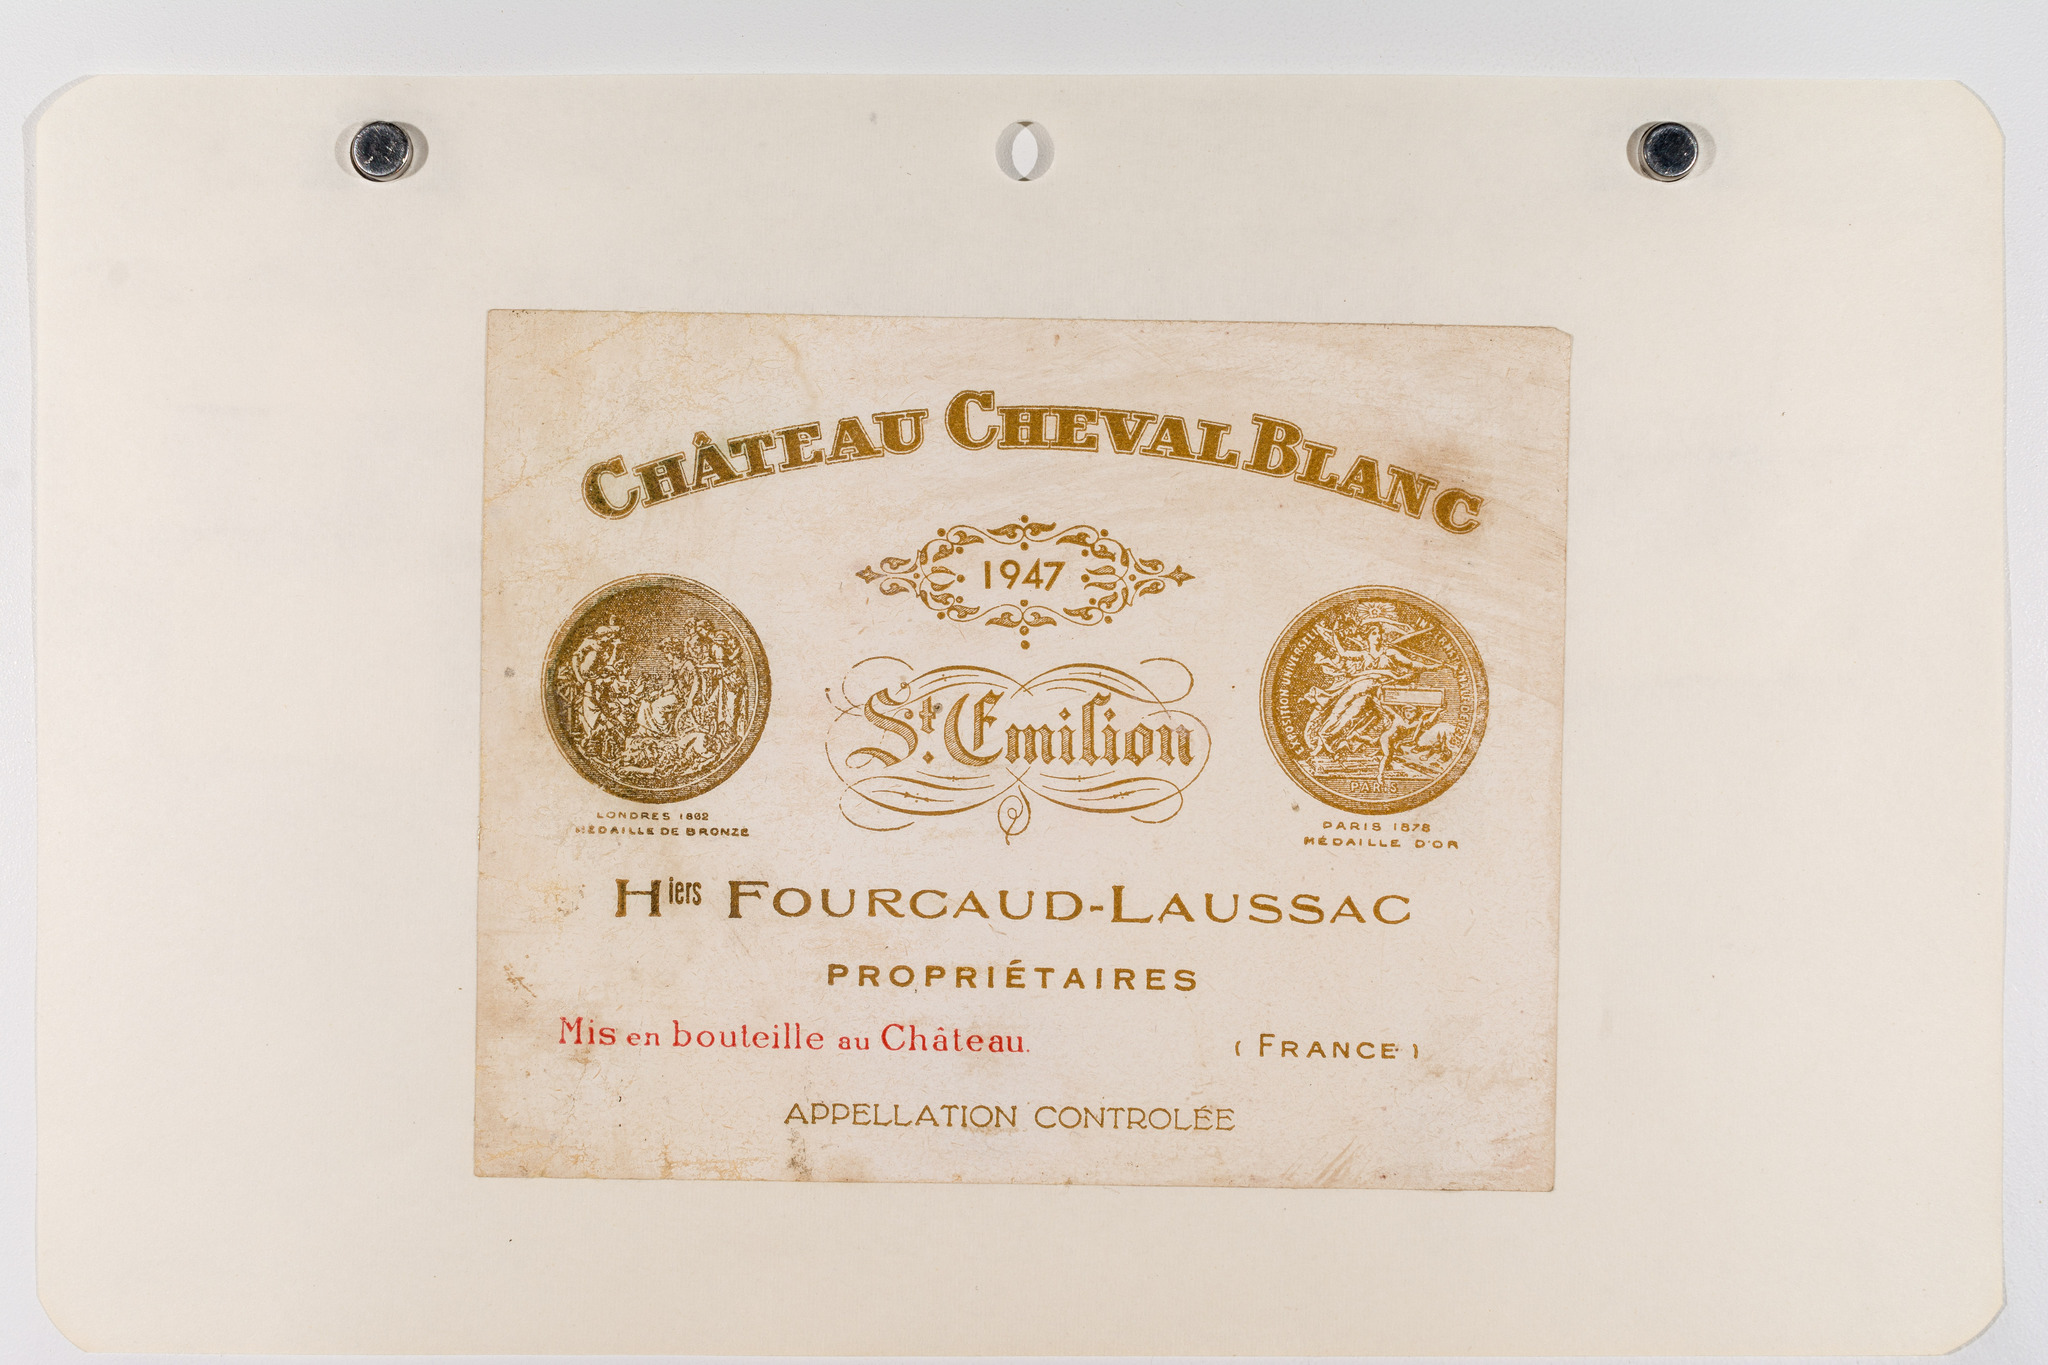 CHÂTEAU CHEVAL BLANC
1947
St. Emilion
EXPOSITION UNIVERSELLE
PARIS
LONDRES 1862
MÉDAILLE DE BRONZE
PARIS 1878
MÉDAILLE D'OR
Hiers FOURCAUD-LAUSSAC
PROPRIÉTAIRES
Mis en bouteille au Château.
( FRANCE )
APPELLATION CONTROLÉE